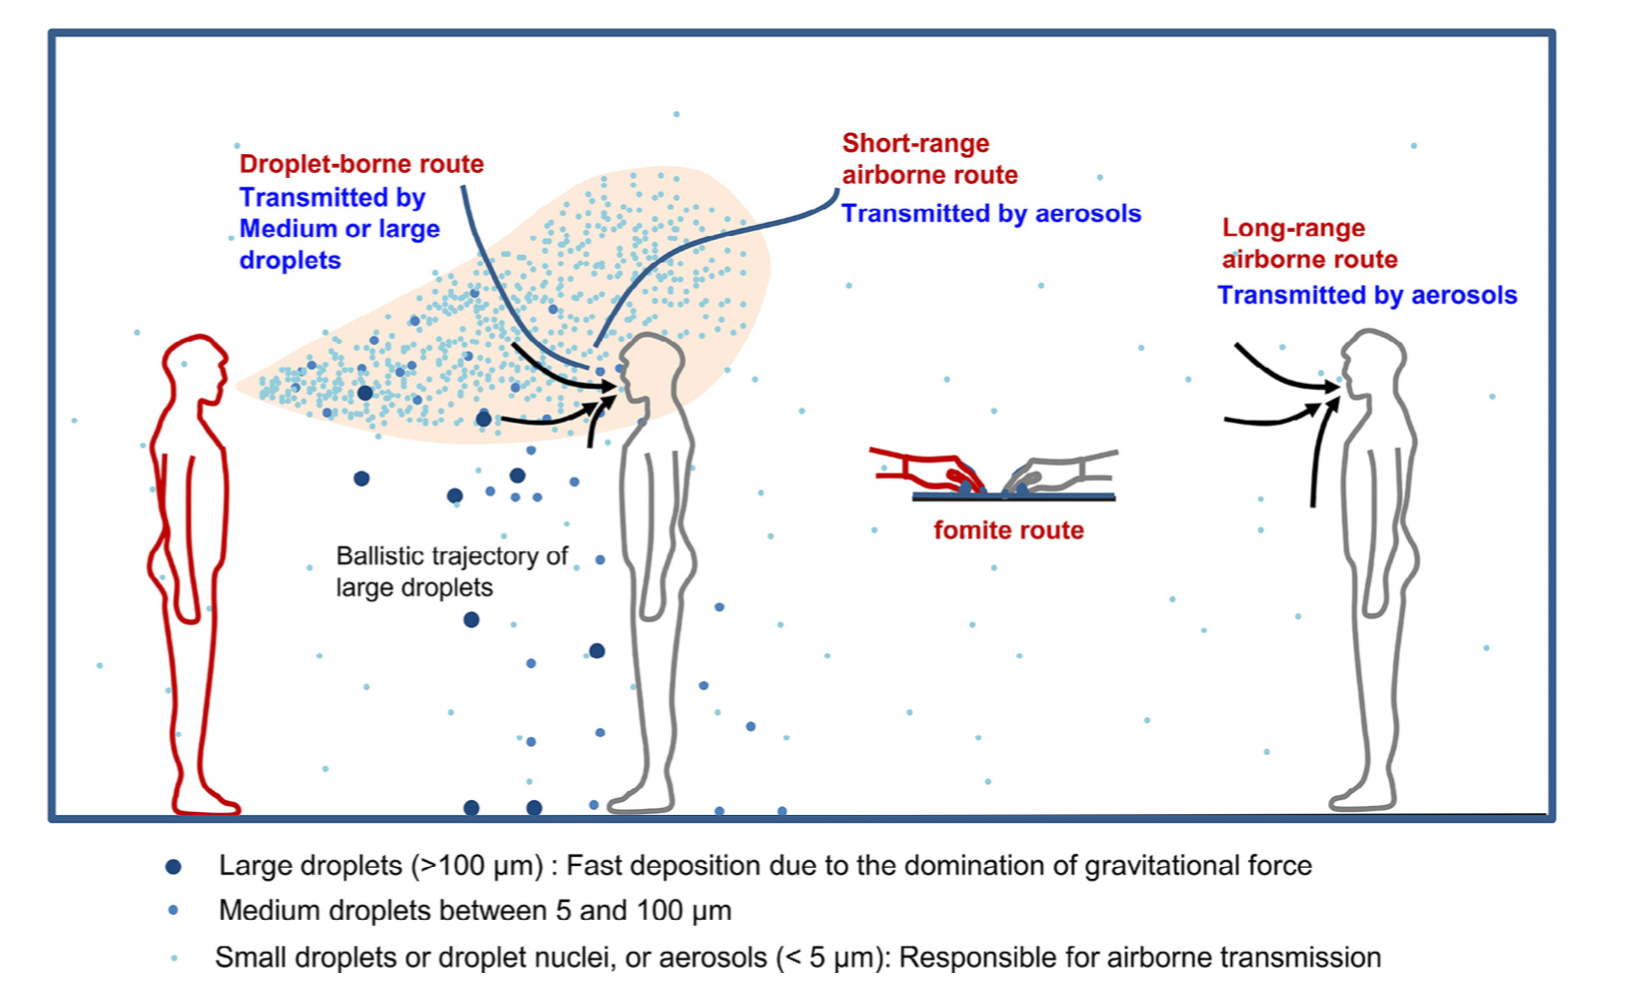 Droplet-borne route
Transmitted by
Medium or large
droplets
Short-range
airborne route
Transmitted by aerosols
Long-range
airborne route
Transmitted by aerosols
fomite route
Ballistic trajectory of
large droplets
Large droplets (>100 µm) : Fast deposition due to the domination of gravitational force
Medium droplets between 5 and 100 µm
Small droplets or droplet nuclei, or aerosols (< 5 µm): Responsible for airborne transmission